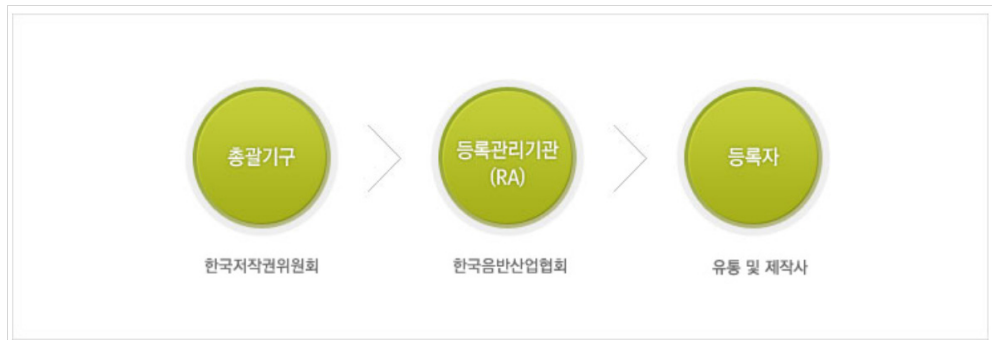 총괄기구
등록관리기관
(RA)
등록자
한국저작권위원회
한국음반산업협회
유통 및 제작사